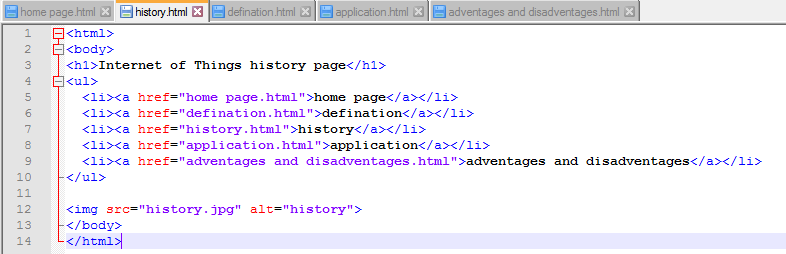 home page.html history.html defination.html application.html adventages and disadventages.html
1 <html>
2 <body>
3 <h1>Internet of Things history page</h1>
4 <ul>
5 <li><a href="home page.html">home page</a></li>
6 <li><a href="defination.html">defination</a></li>
7 <li><a href="history.html">history</a></li>
8 <li><a href="application.html">application</a></li>
9 <li><a href="adventages and disadventages.html">adventages and disadventages</a></li>
10 </ul>
11
12 <img src="history.jpg" alt="history">
13 </body>
14 </html>